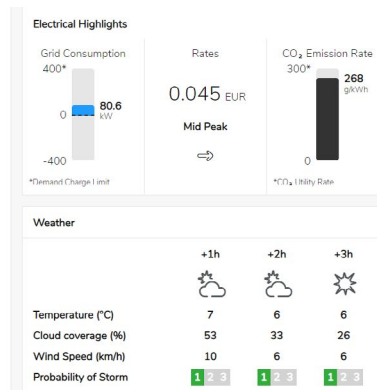 Electrical Highlights
Grid Consumption
400*
80.6
kW
0
-400
*Demand Charge Limit
Rates
0.045 EUR
Mid Peak
CO₂ Emission Rate
300*
268
g/kWh
0
*CO₂ Utility Rate
Weather
+1h +2h +3h
Temperature (°C) 7 6 6
Cloud coverage (%) 53 33 26
Wind Speed (km/h) 10 6 6
Probability of Storm 1 2 3 1 2 3 1 2 3